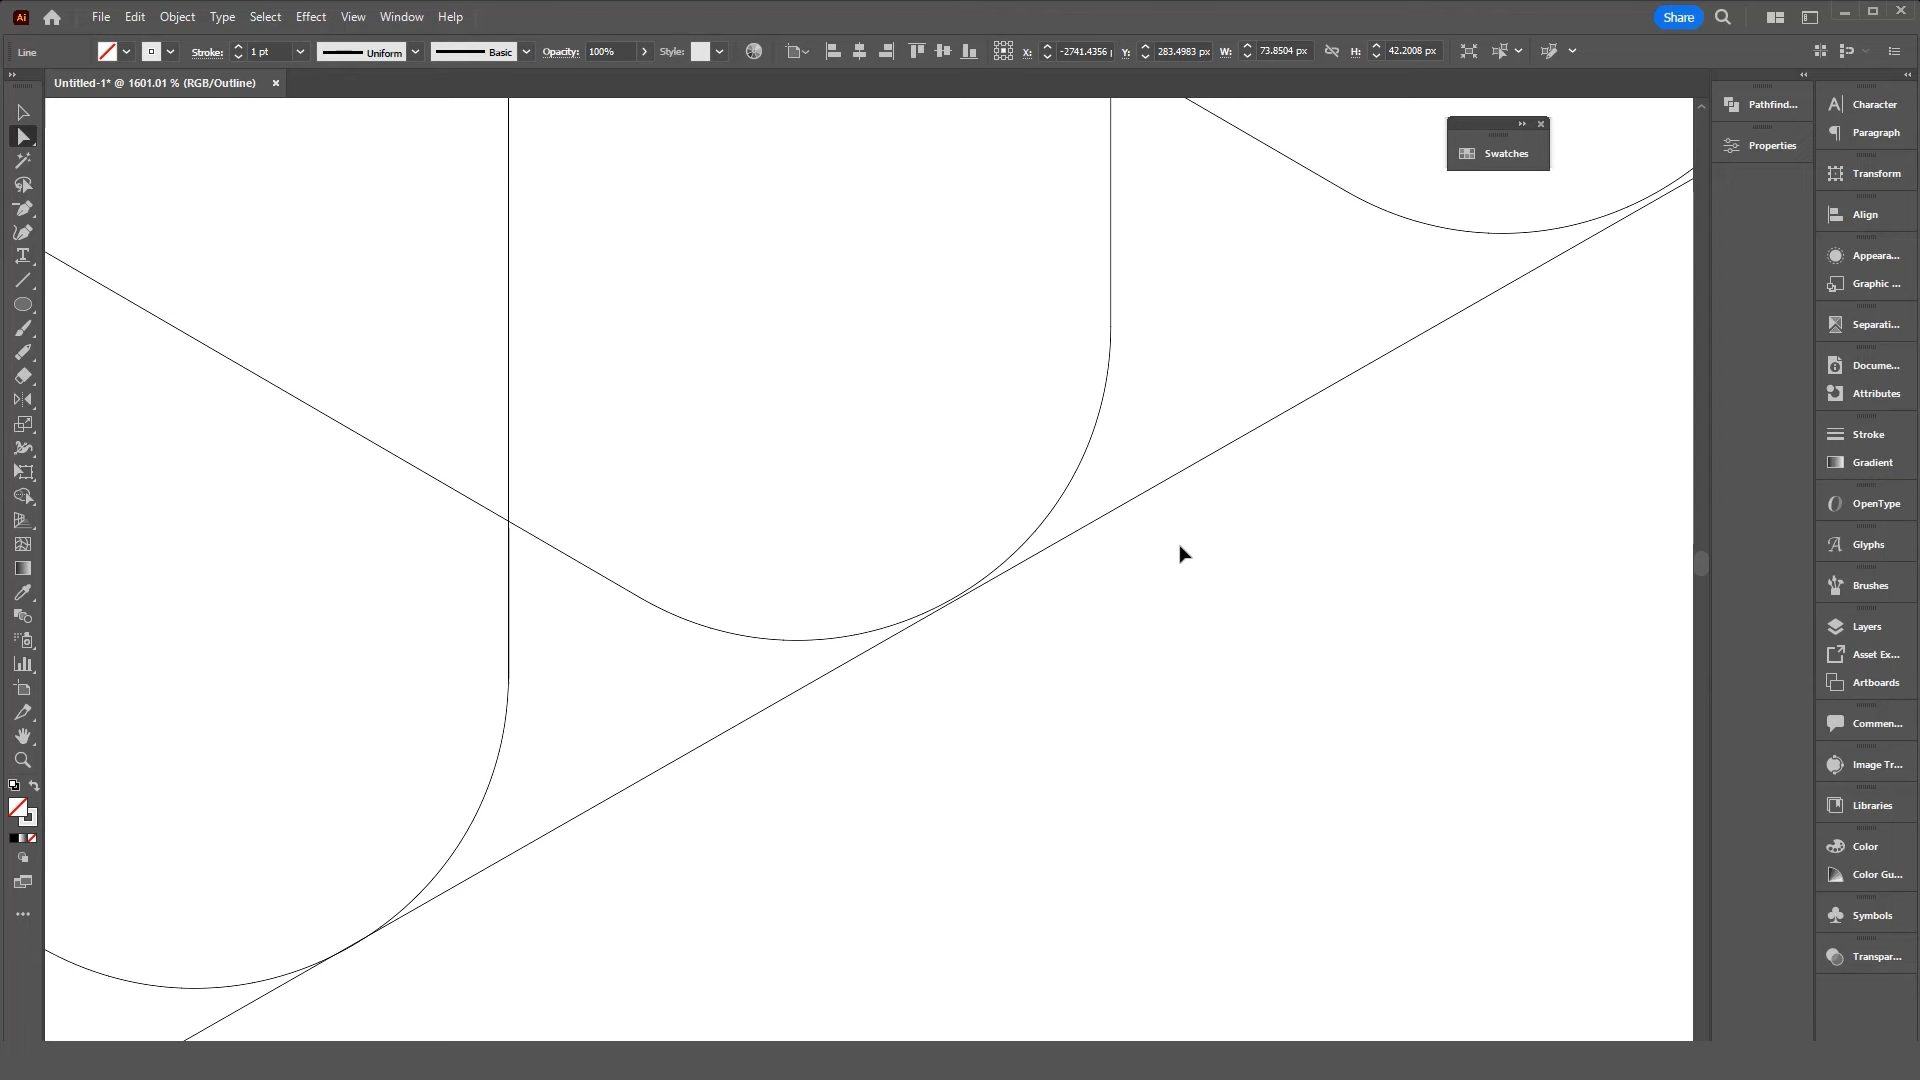 Ai File Edit Object Type Select Effect View Window Help Share
Line Stroke: 1 pt Uniform Basic Opacity: 100% Style: X: -2741.4356 Y: 283.4983 px W: 73.8504 px H: 42.2008 px
Untitled-1* @ 1601.01 % (RGB/Outline)
Swatches
Pathfind...
Properties
Character
Paragraph
Transform
Align
Appeara...
Graphic ...
Separati...
Docume...
Attributes
Stroke
Gradient
OpenType
Glyphs
Brushes
Layers
Asset Ex...
Artboards
Commen...
Image Tr...
Libraries
Color
Color Gu...
Symbols
Transpar...